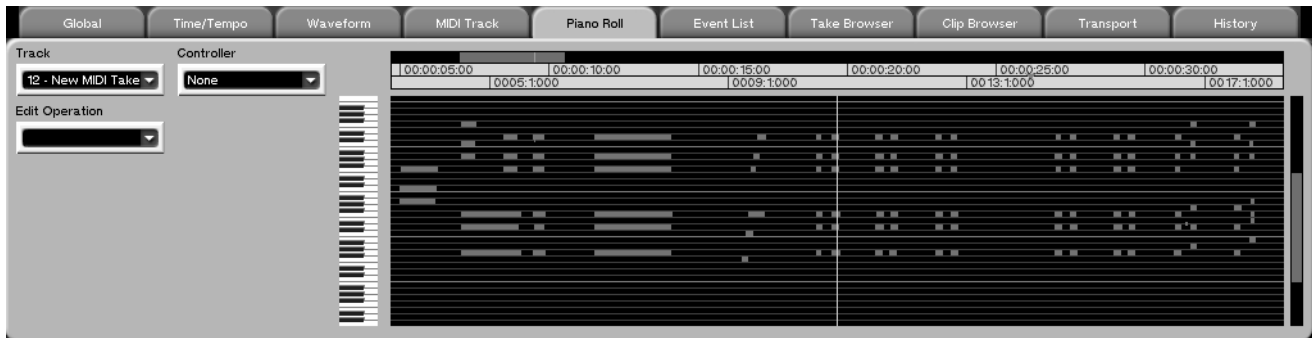 Global Time/Tempo Waveform MIDI Track Piano Roll Event List Take Browser Clip Browser Transport History
Track Controller
12 - New MIDI Take None
00:00:05:00 00:00:10:00 00:00:15:00 00:00:20:00 00:00:25:00 00:00:30:00
0005:1:000 0009:1:000 0013:1:000 0017:1:000
Edit Operation